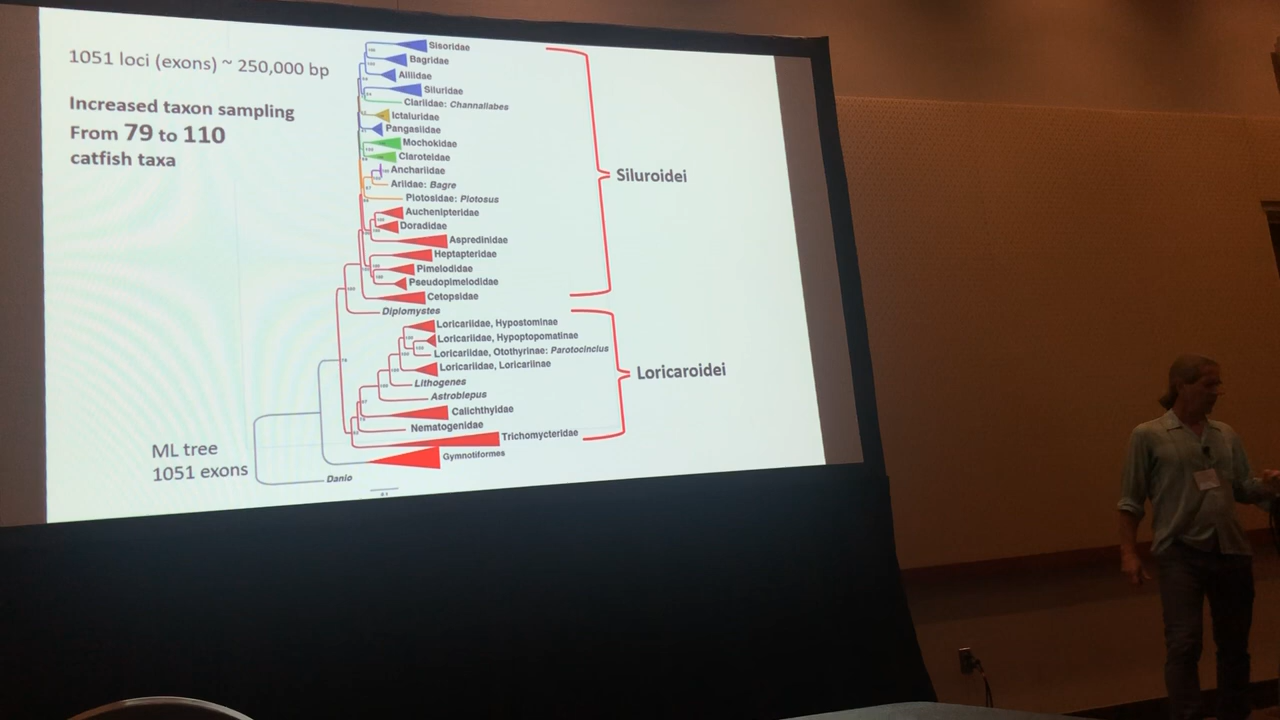 1051 loci (exons) ~ 250,000 bp
Increased taxon sampling
From 79 to 110
catfish taxa
Sisoridae
Bagridae
Ailiidae
Siluridae
Clariidae: Channallabes
Ictaluridae
Pangasiidae
Mochokidae
Claroteidae
Anchariidae
Ariidae: Bagre
Plotosidae: Plotosus
Auchenipteridae
Doradidae
Aspredinidae
Heptapteridae
Pimelodidae
Pseudopimelodidae
Cetopsidae
Diplomystes
Siluroidei
Loricariidae, Hypostominae
Loricariidae, Hypoptopomatinae
Loricariidae, Otothyrinae: Parotocinclus
Loricariidae, Loricariinae
Lithogenes
Astroblepus
Calichthyidae
Nematogenidae
Trichomycteridae
Loricaroidei
Gymnotiformes
Danio
ML tree
1051 exons
0.1